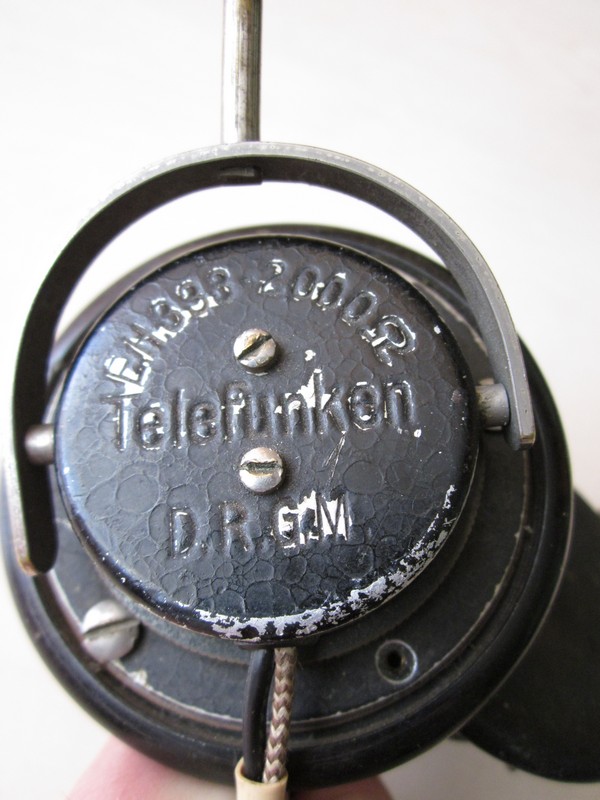 EH.333 - 2000Ω
Telefunken
D.R.G.M